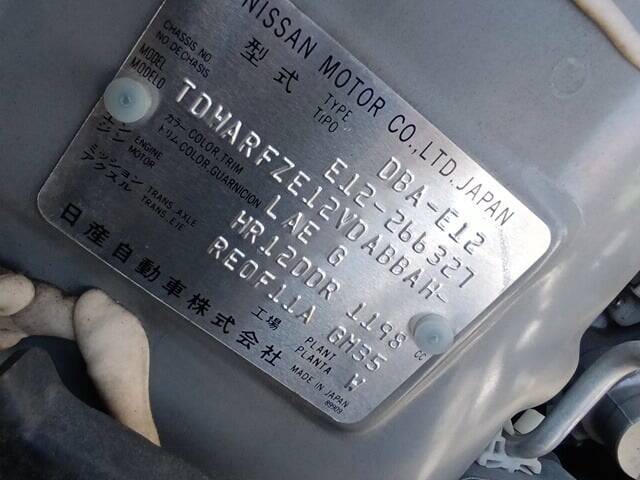 NISSAN MOTOR CO., LTD. JAPAN
型式 TYPE TIPO DBA-E12
CHASSIS NO NO DE CHASIS E12-266327
MODEL MODELO TDHARFZE12VDABBAH-
カラー COLOR, TRIM
トリム COLOR, GUARNICION LAE G
エンジン ENGINE MOTOR HR12DDR 1198 cc
ミッション アクスル TRANS., AXLE TRANS., EJE RE0F11A GM35
工場 PLANT PLANTA W
日産自動車株式会社 MADE IN JAPAN
89909